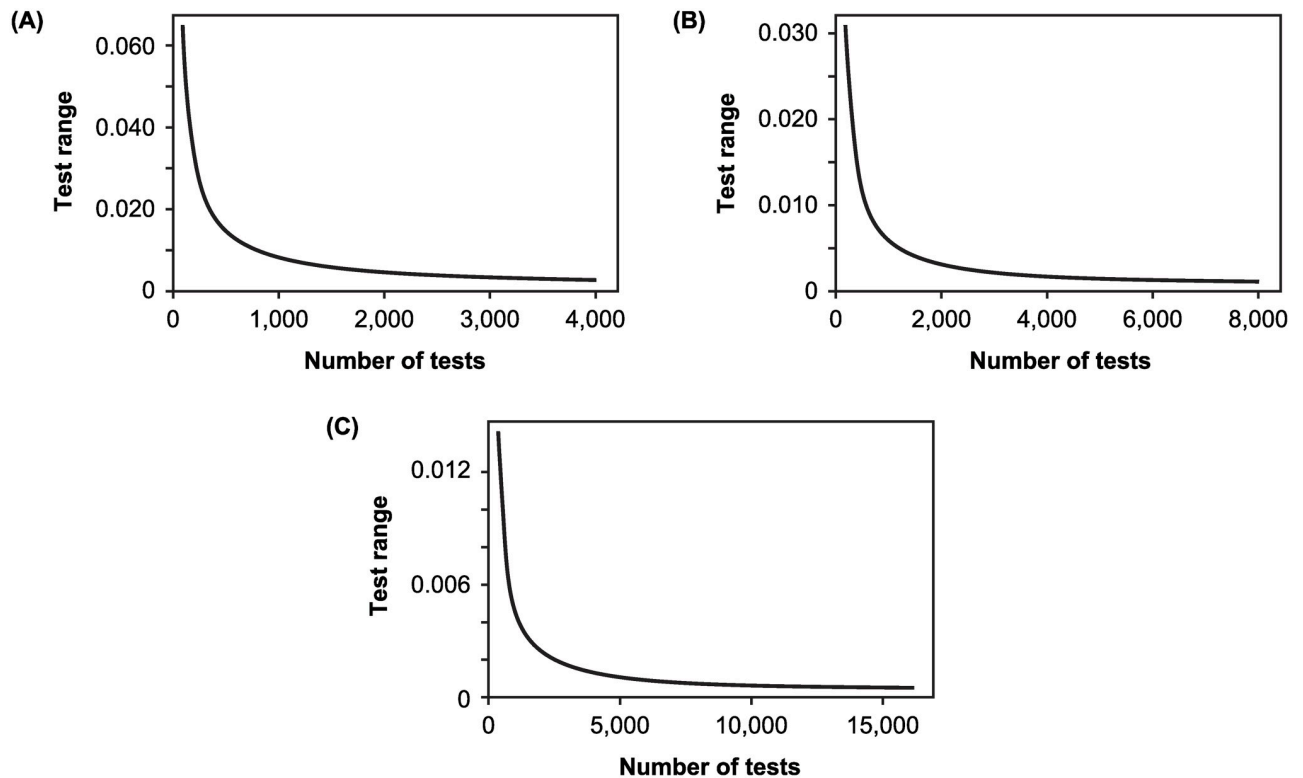 (A)
Test range
0.060
0.040
0.020
0
0 1,000 2,000 3,000 4,000
Number of tests
(B)
Test range
0.030
0.020
0.010
0
0 2,000 4,000 6,000 8,000
Number of tests
(C)
Test range
0.012
0.006
0
0 5,000 10,000 15,000
Number of tests